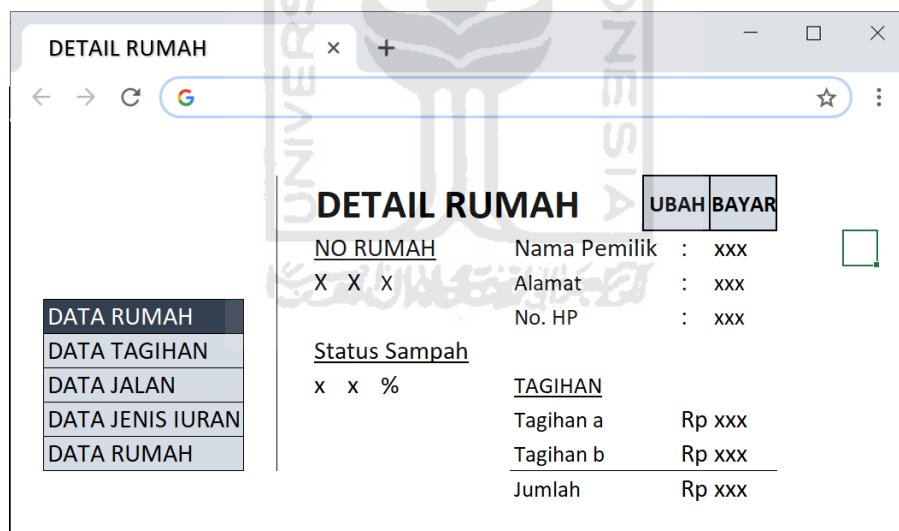 DETAIL RUMAH
DETAIL RUMAH
UBAH BAYAR
NO RUMAH
X X X
Nama Pemilik : xxx
Alamat : xxx
No. HP : xxx
Status Sampah
x x %
DATA RUMAH
DATA TAGIHAN
DATA JALAN
DATA JENIS IURAN
DATA RUMAH
TAGIHAN
Tagihan a Rp xxx
Tagihan b Rp xxx
Jumlah Rp xxx